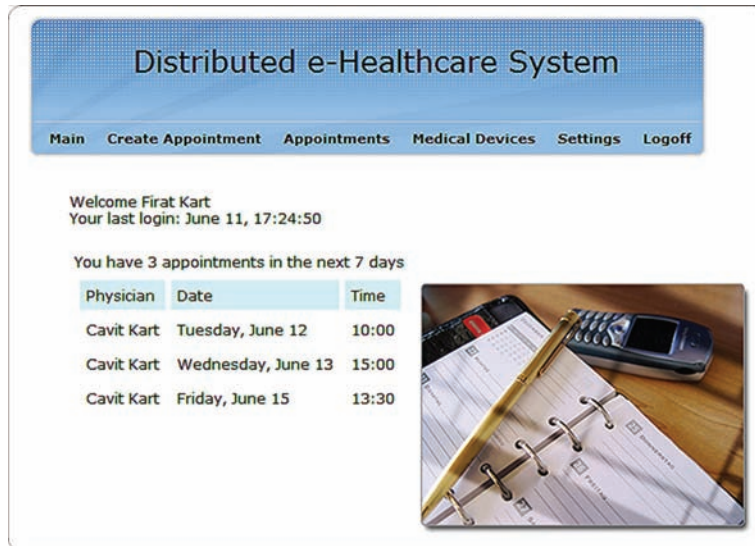 Distributed e-Healthcare System
Main Create Appointment Appointments Medical Devices Settings Logoff
Welcome Firat Kart
Your last login: June 11, 17:24:50
You have 3 appointments in the next 7 days
Physician Date Time
Cavit Kart Tuesday, June 12 10:00
Cavit Kart Wednesday, June 13 15:00
Cavit Kart Friday, June 15 13:30